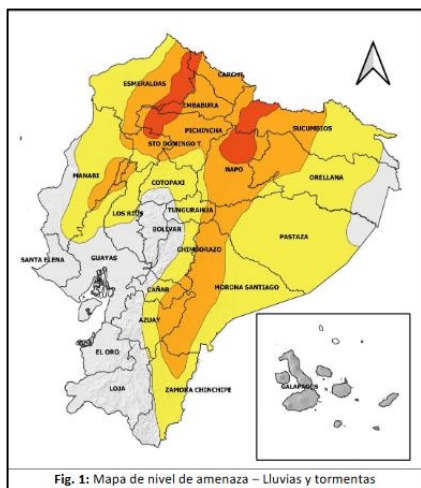 ESMERALDAS
CARCHI
IMBABURA
PICHINCHA
SUCUMBIOS
STO DOMINGO T.
NAPO
ORELLANA
MANABI
COTOPAXI
LOS RIOS
TUNGURAHUA
BOLIVAR
PASTAZA
SANTA ELENA
GUAYAS
CHIMBORAZO
MORONA SANTIAGO
CAÑAR
AZUAY
EL ORO
LOJA
ZAMORA CHINCHIPE
GALAPAGOS
Fig. 1: Mapa de nivel de amenaza – Lluvias y tormentas